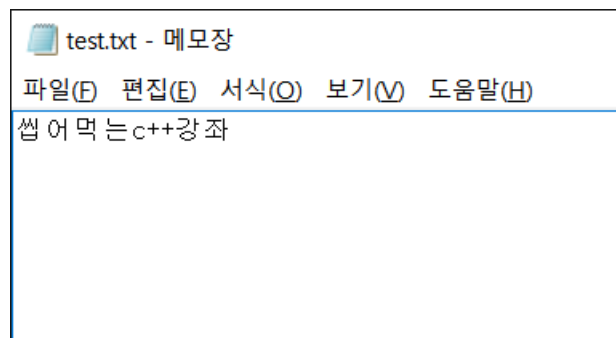 test.txt - 메모장
파일(F) 편집(E) 서식(O) 보기(V) 도움말(H)
씹어먹는c++강좌